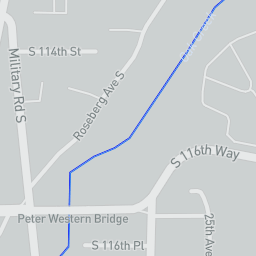 S 114th St
Military Rd S
Roseberg Ave S
S 116th Way
Peter Western Bridge
25th Ave
S 116th Pl